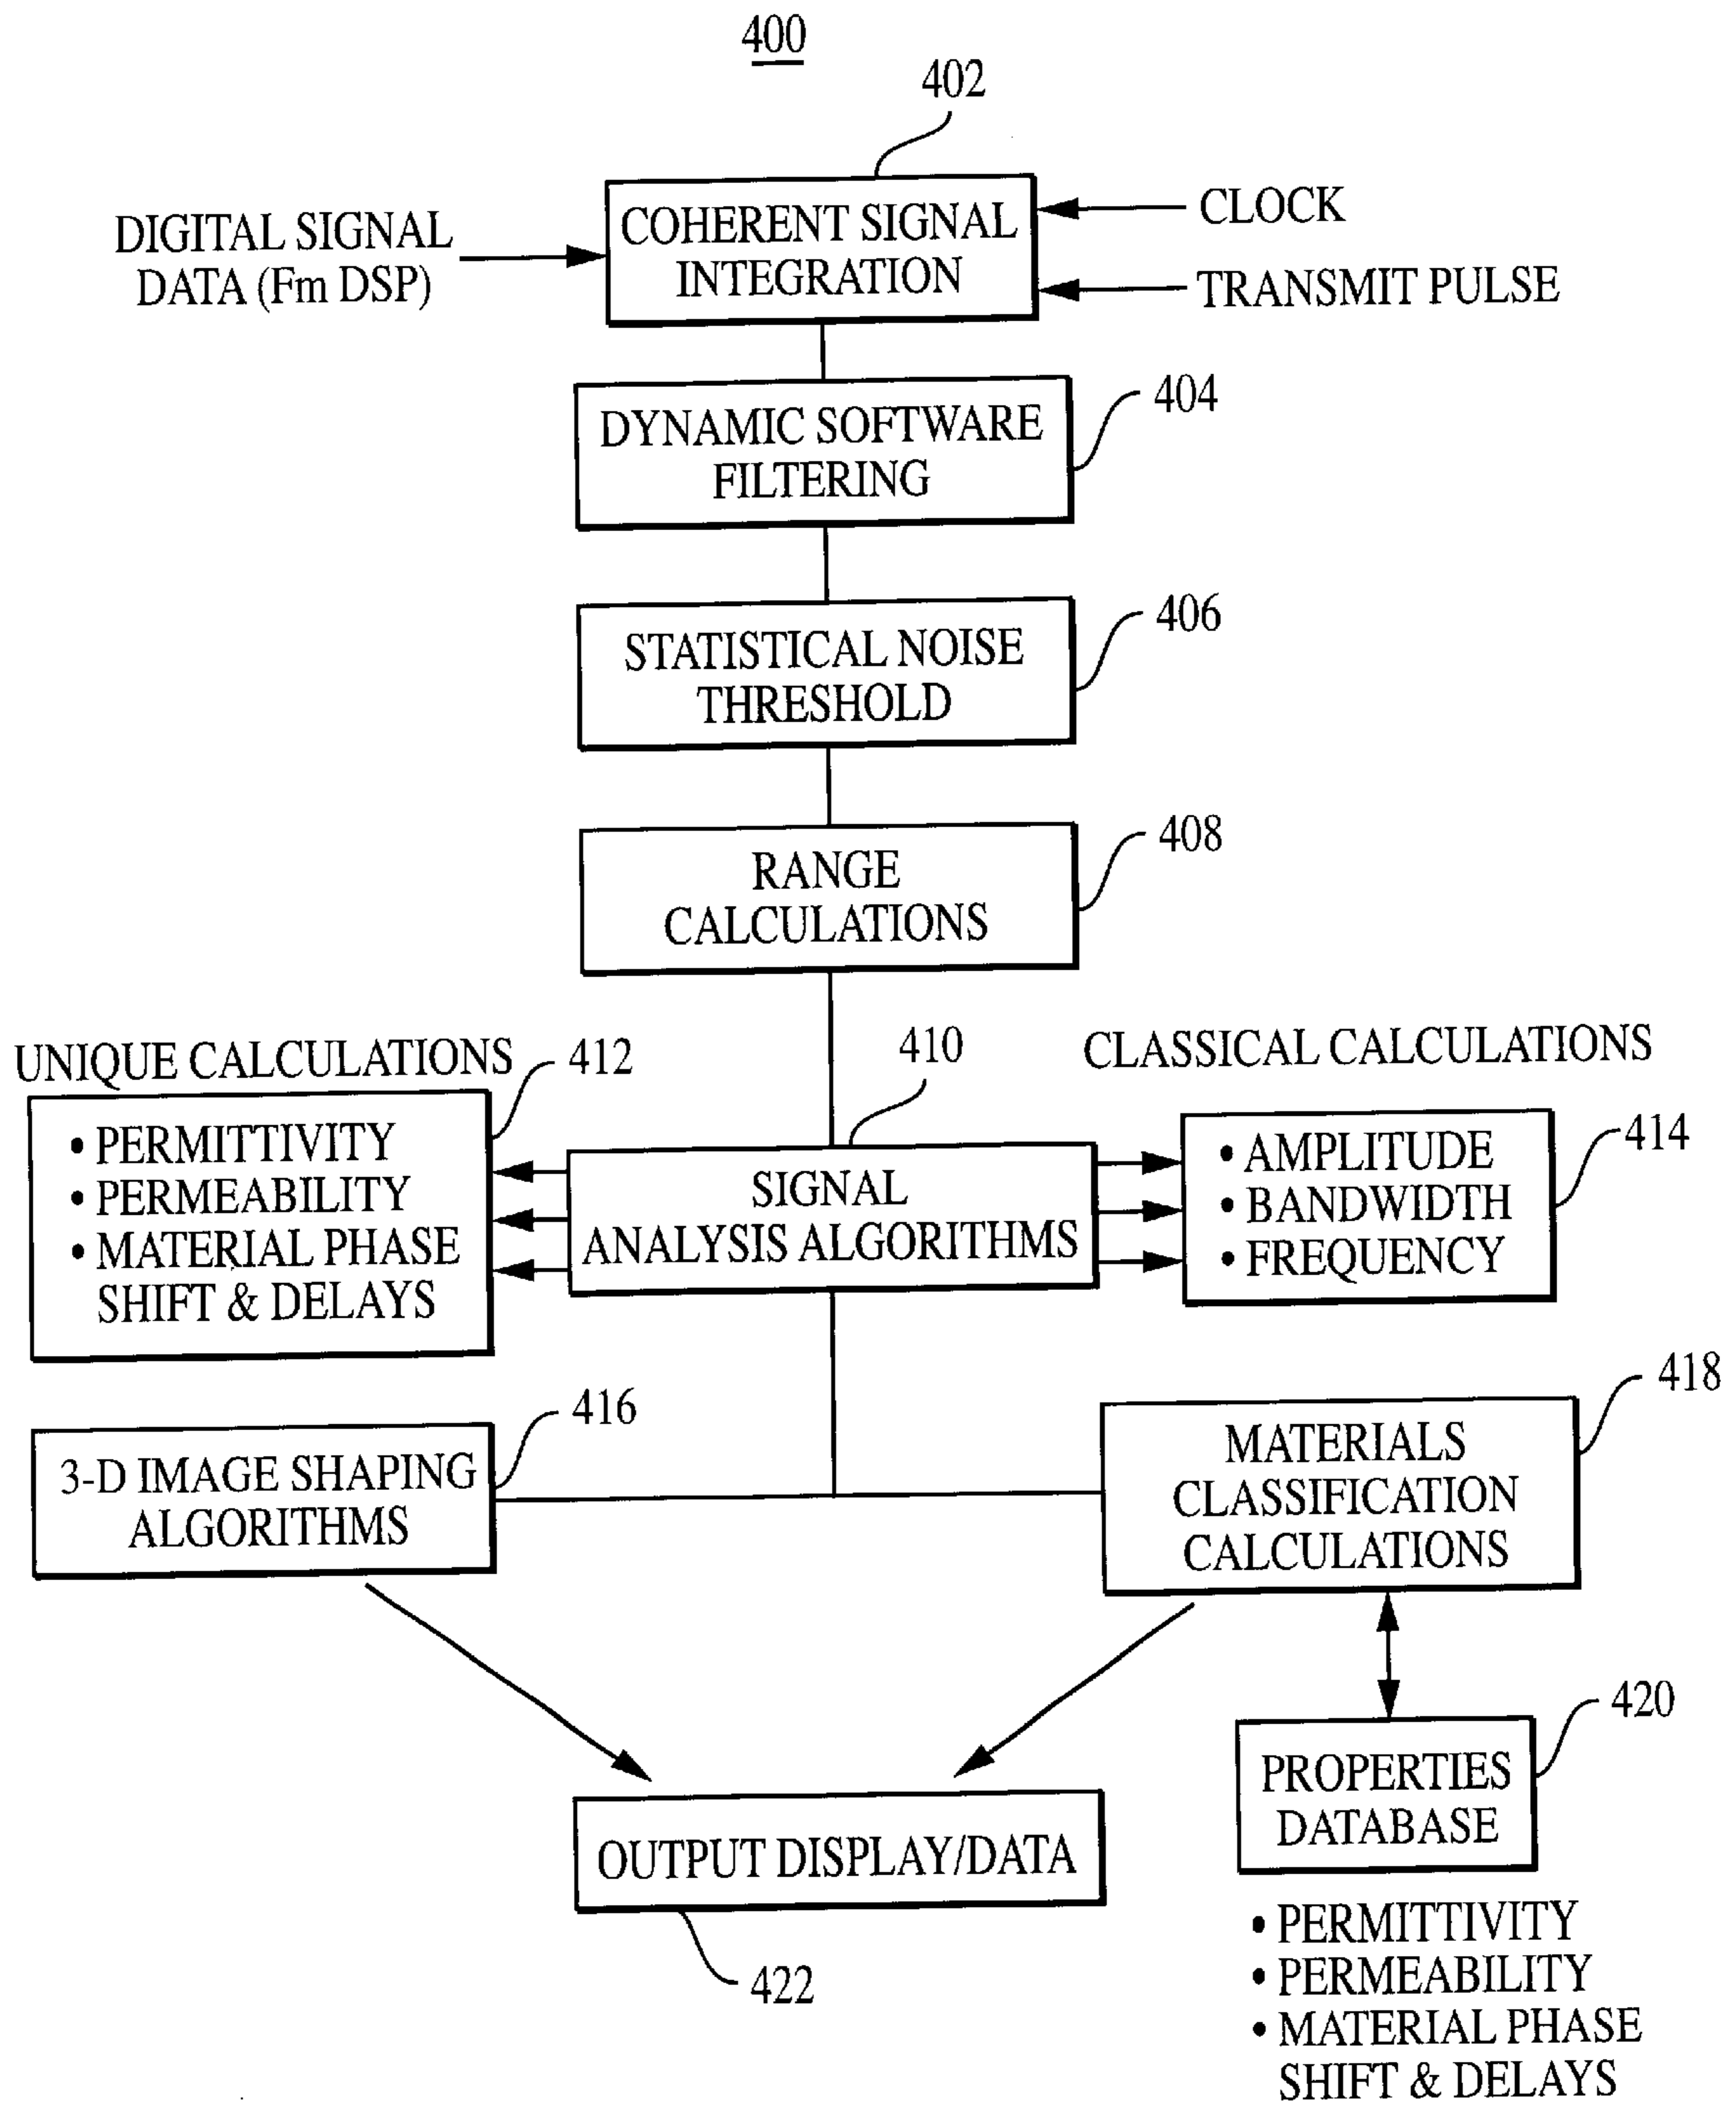 400
402
DIGITAL SIGNAL
DATA (Fm DSP)
COHERENT SIGNAL
INTEGRATION
CLOCK
TRANSMIT PULSE
404
DYNAMIC SOFTWARE
FILTERING
406
STATISTICAL NOISE
THRESHOLD
408
RANGE
CALCULATIONS
UNIQUE CALCULATIONS
412
• PERMITTIVITY
• PERMEABILITY
• MATERIAL PHASE
SHIFT & DELAYS
410
SIGNAL
ANALYSIS ALGORITHMS
CLASSICAL CALCULATIONS
414
• AMPLITUDE
• BANDWIDTH
• FREQUENCY
416
3-D IMAGE SHAPING
ALGORITHMS
418
MATERIALS
CLASSIFICATION
CALCULATIONS
420
PROPERTIES
DATABASE
• PERMITTIVITY
• PERMEABILITY
• MATERIAL PHASE
SHIFT & DELAYS
OUTPUT DISPLAY/DATA
422